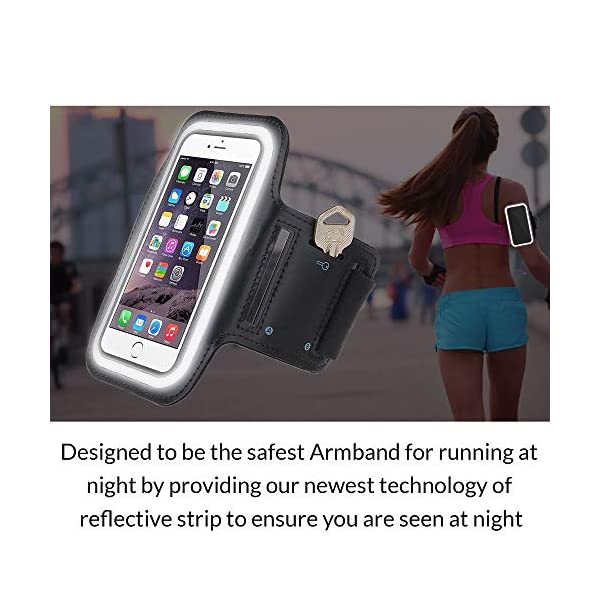 Designed to be the safest Armband for running at
night by providing our newest technology of
reflective strip to ensure you are seen at night